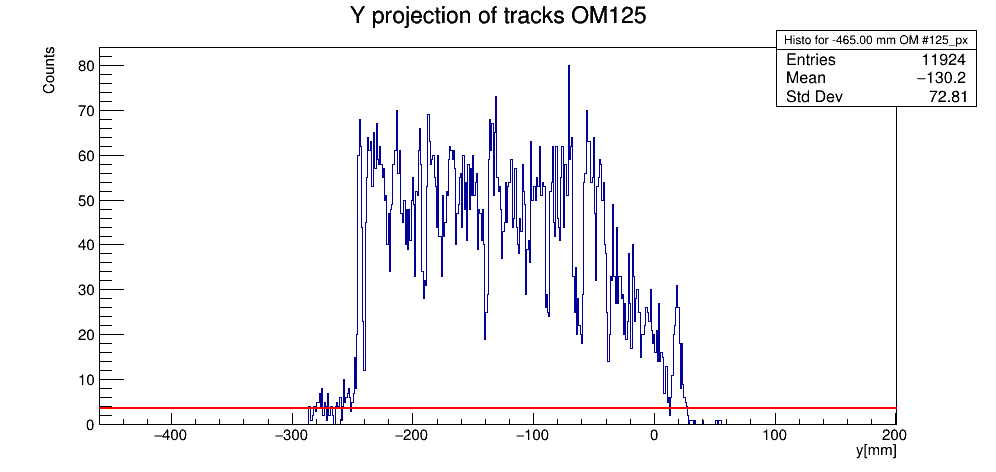 Y projection of tracks OM125
Histo for -465.00 mm OM #125_px
Entries 11924
Mean −130.2
Std Dev 72.81
Counts
80
70
60
50
40
30
20
10
0
−400 −300 −200 −100 0 100 200
y[mm]